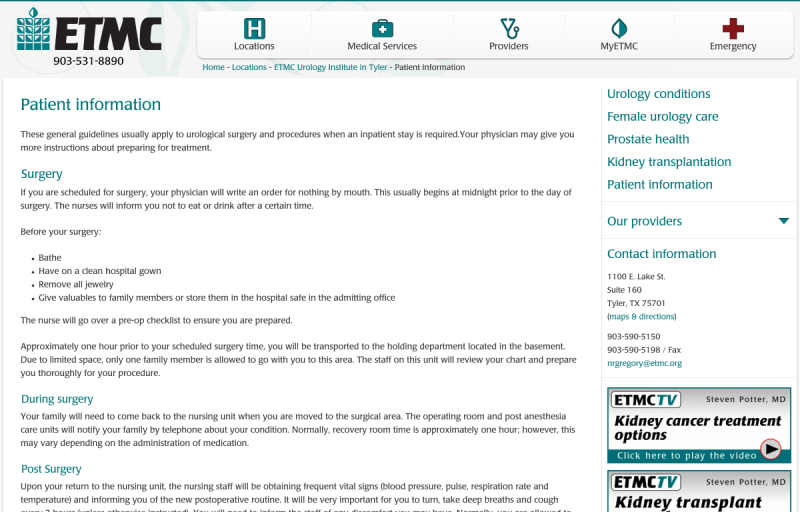 ETMC
903-531-8890
Locations
Medical Services
Providers
MyETMC
Emergency
Home - Locations - ETMC Urology Institute in Tyler - Patient information
Patient information
These general guidelines usually apply to urological surgery and procedures when an inpatient stay is required.Your physician may give you
more instructions about preparing for treatment.
Surgery
If you are scheduled for surgery, your physician will write an order for nothing by mouth. This usually begins at midnight prior to the day of
surgery. The nurses will inform you not to eat or drink after a certain time.
Before your surgery:
• Bathe
• Have on a clean hospital gown
• Remove all jewelry
• Give valuables to family members or store them in the hospital safe in the admitting office
The nurse will go over a pre-op checklist to ensure you are prepared.
Approximately one hour prior to your scheduled surgery time, you will be transported to the holding department located in the basement.
Due to limited space, only one family member is allowed to go with you to this area. The staff on this unit will review your chart and prepare
you thoroughly for your procedure.
During surgery
Your family will need to come back to the nursing unit when you are moved to the surgical area. The operating room and post anesthesia
care units will notify your family by telephone about your condition. Normally, recovery room time is approximately one hour; however, this
may vary depending on the administration of medication.
Post Surgery
Upon your return to the nursing unit, the nursing staff will be obtaining frequent vital signs (blood pressure, pulse, respiration rate and
temperature) and informing you of the new postoperative routine. It will be very important for you to turn, take deep breaths and cough
Urology conditions
Female urology care
Prostate health
Kidney transplantation
Patient information
Our providers
Contact information
1100 E. Lake St.
Suite 160
Tyler, TX 75701
(maps & directions)
903-590-5150
903-590-5198 / Fax
nrgregory@etmc.org
ETMCTV Steven Potter, MD
Kidney cancer treatment
options
Click here to play the video
ETMCTV Steven Potter, MD
Kidney transplant